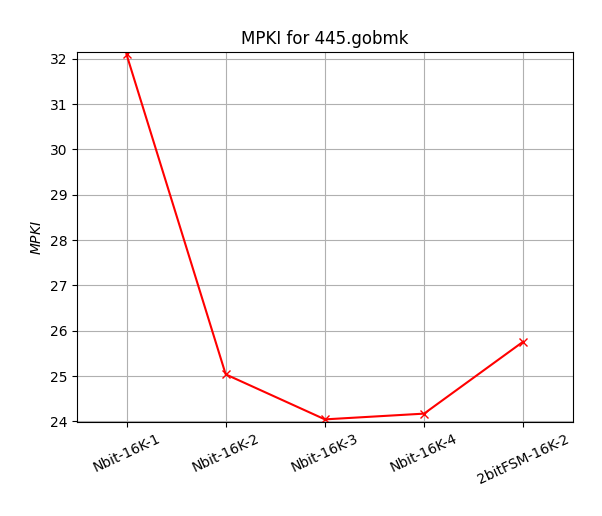 MPKI for 445.gobmk
MPKI
32
31
30
29
28
27
26
25
24
Nbit-16K-1
Nbit-16K-2
Nbit-16K-3
Nbit-16K-4
2bitFSM-16K-2